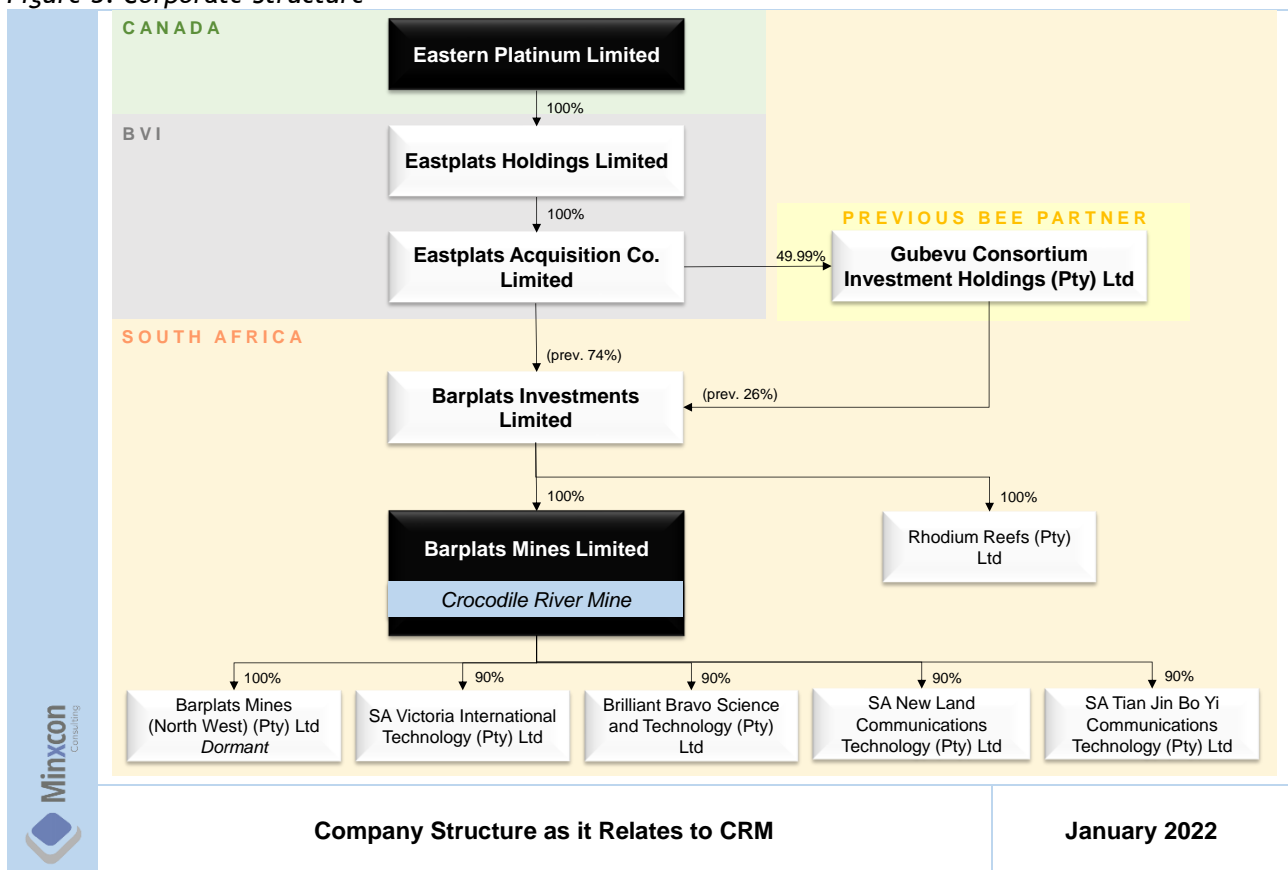 Figure 3: Corporate structure
CANADA
Eastern Platinum Limited
100%
BVI
Eastplats Holdings Limited
100%
PREVIOUS BEE PARTNER
Eastplats Acquisition Co.
Limited
49.99%
Gubevu Consortium
Investment Holdings (Pty) Ltd
SOUTH AFRICA
(prev. 74%)
Barplats Investments
Limited
(prev. 26%)
100%
100%
Barplats Mines Limited
Crocodile River Mine
Rhodium Reefs (Pty)
Ltd
100%
90%
90%
90%
90%
Barplats Mines
(North West) (Pty) Ltd
Dormant
SA Victoria International
Technology (Pty) Ltd
Brilliant Bravo Science
and Technology (Pty)
Ltd
SA New Land
Communications
Technology (Pty) Ltd
SA Tian Jin Bo Yi
Communications
Technology (Pty) Ltd
Minxcon
Consulting
Company Structure as it Relates to CRM
January 2022